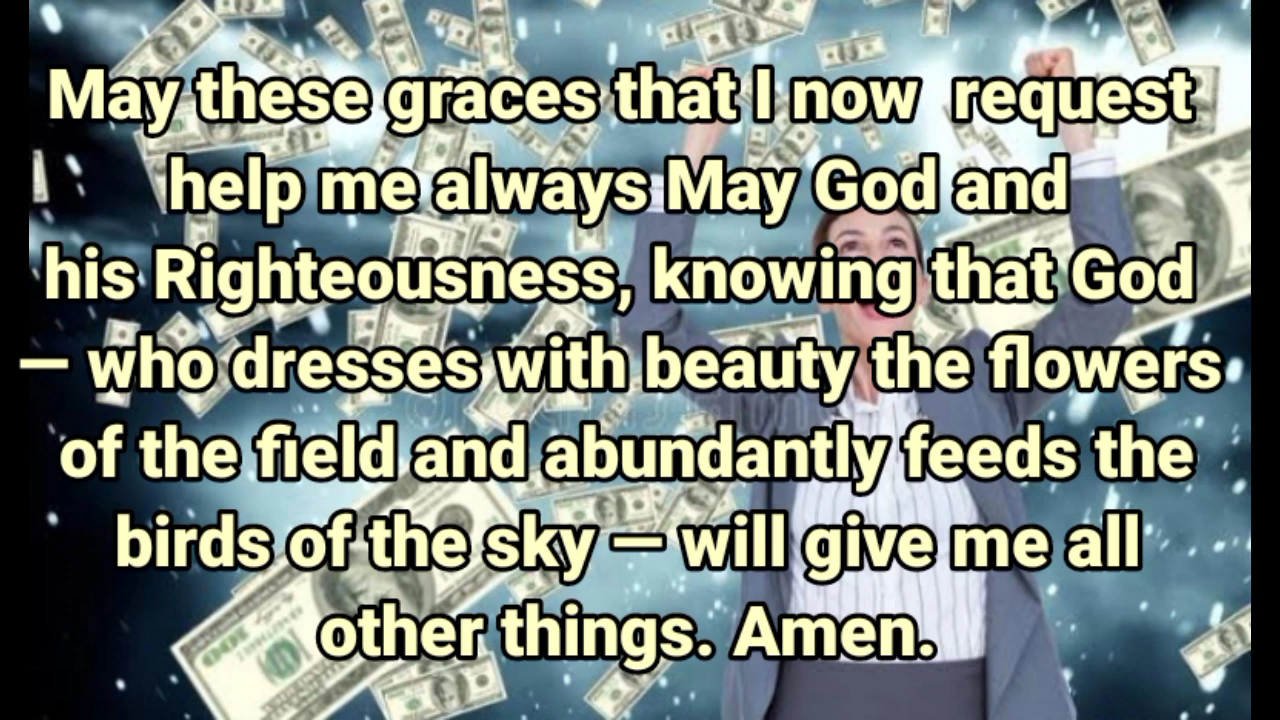 May these graces that I now request
help me always May God and
his Righteousness, knowing that God
— who dresses with beauty the flowers
of the field and abundantly feeds the
birds of the sky — will give me all
other things. Amen.